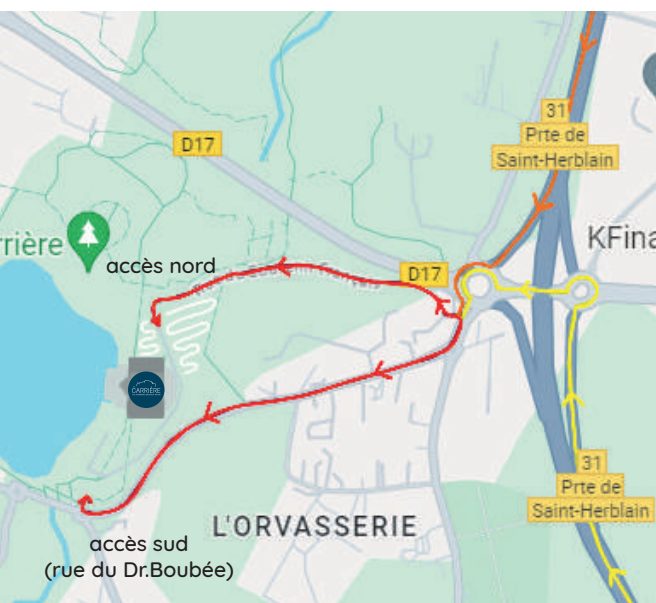 31
Prte de
Saint-Herblain
D17
KFina
rrière
accès nord
D17
CARRIÈRE
31
Prte de
Saint-Herblain
L'ORVASSERIE
accès sud
(rue du Dr.Boubée)